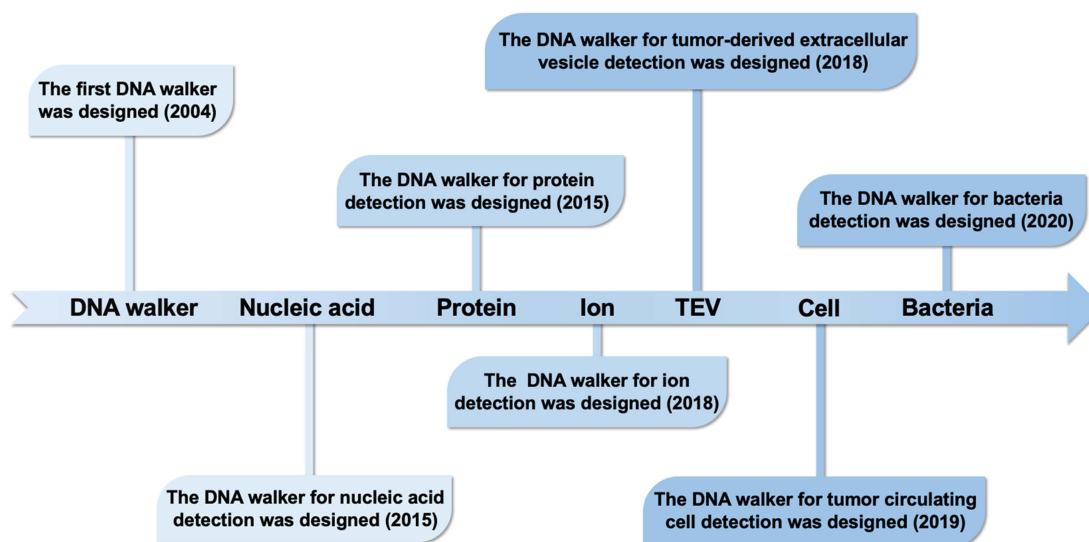 The DNA walker for tumor-derived extracellular
vesicle detection was designed (2018)
The first DNA walker
was designed (2004)
The DNA walker for protein
detection was designed (2015)
The DNA walker for bacteria
detection was designed (2020)
DNA walker Nucleic acid Protein Ion TEV Cell Bacteria
The DNA walker for ion
detection was designed (2018)
The DNA walker for nucleic acid
detection was designed (2015)
The DNA walker for tumor circulating
cell detection was designed (2019)